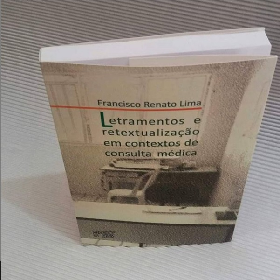 Francisco Renato Lima
Letramentos e
retextualização
em contextos de
consulta médica